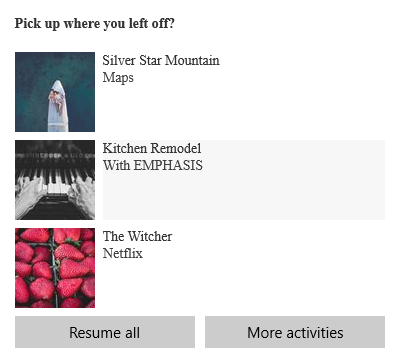 Pick up where you left off?
Silver Star Mountain
Maps
Kitchen Remodel
With EMPHASIS
The Witcher
Netflix
Resume all
More activities